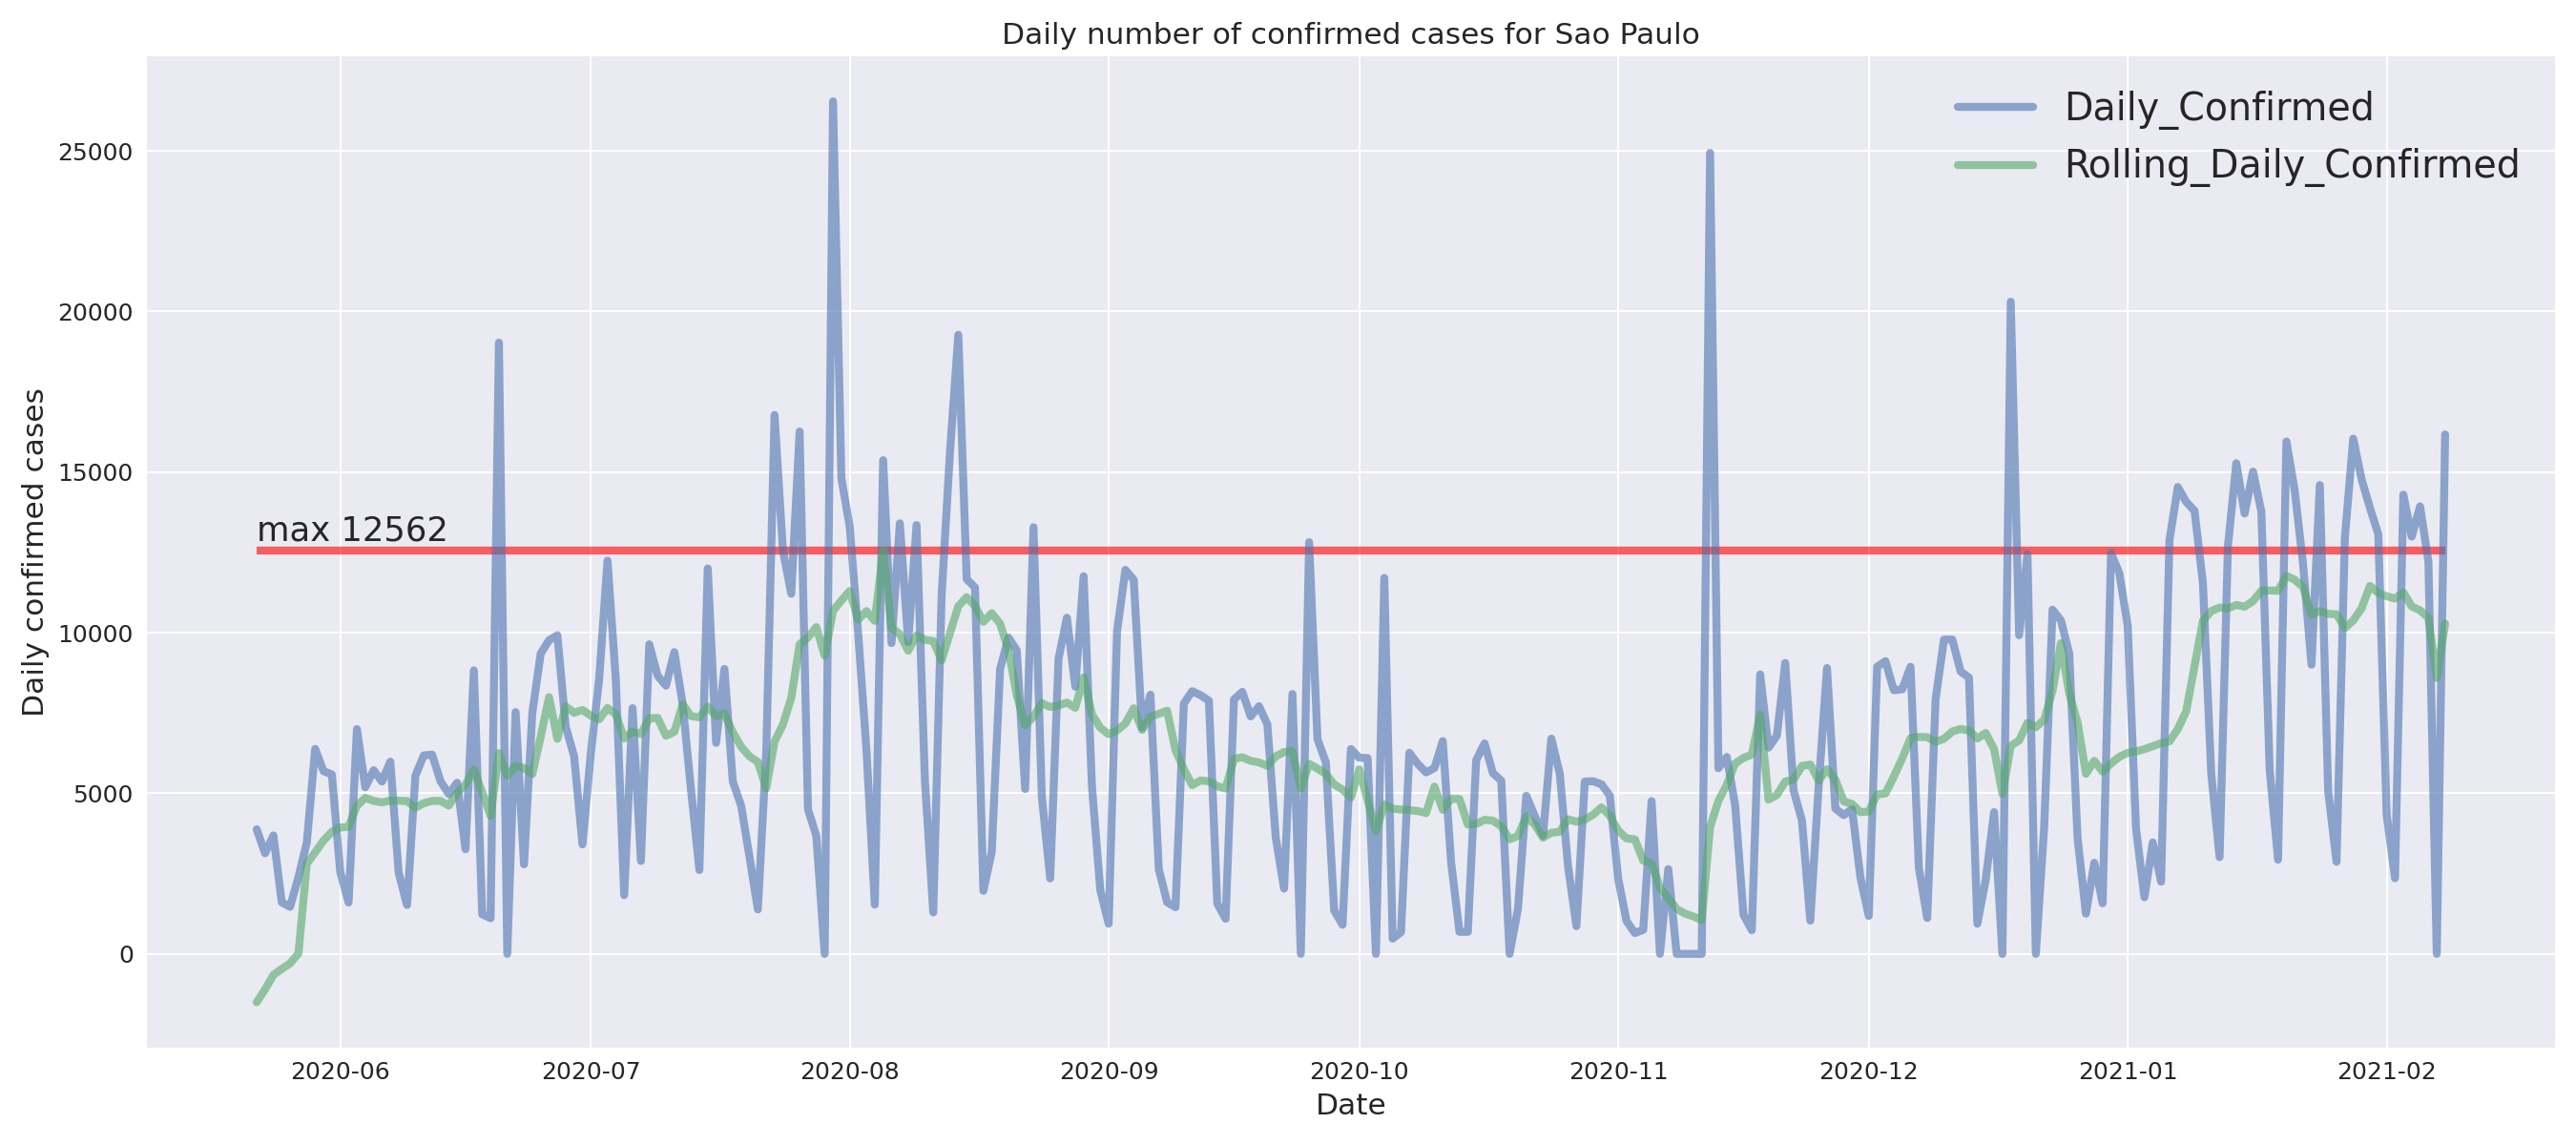 Daily number of confirmed cases for Sao Paulo
Daily_Confirmed
Rolling_Daily_Confirmed
25000
20000
15000
10000
5000
0
Daily confirmed cases
max 12562
2020-06
2020-07
2020-08
2020-09
2020-10
2020-11
2020-12
2021-01
2021-02
Date